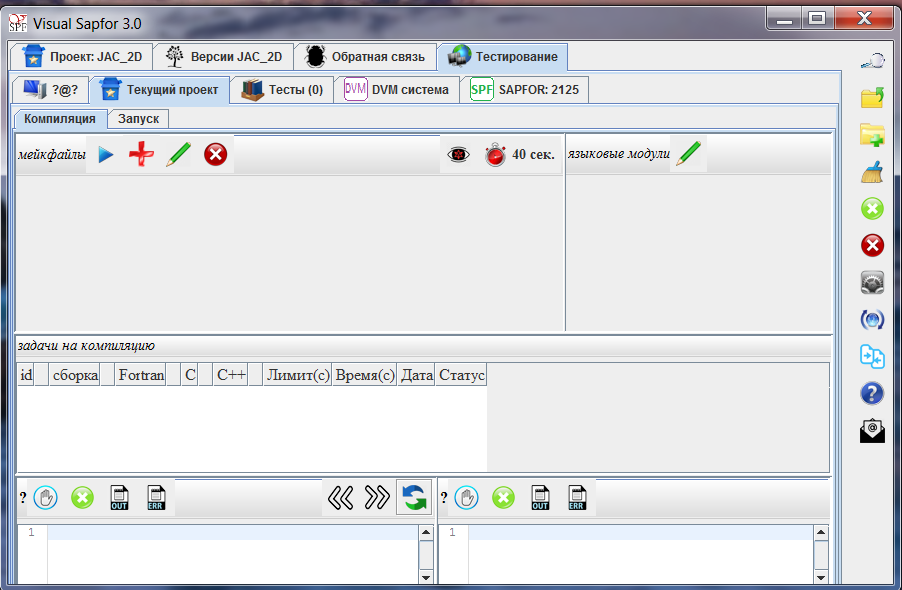 SPF Visual Sapfor 3.0
Проект: JAC_2D Версии JAC_2D Обратная связь Тестирование
?@? Текущий проект Тесты (0) DVM DVM система SPF SAPFOR: 2125
Компиляция Запуск
мейкфайлы 40 сек. языковые модули
задачи на компиляцию
id сборка Fortran C C++ Лимит(с) Время(с) Дата Статус
? OUT ERR ? OUT ERR
1 1